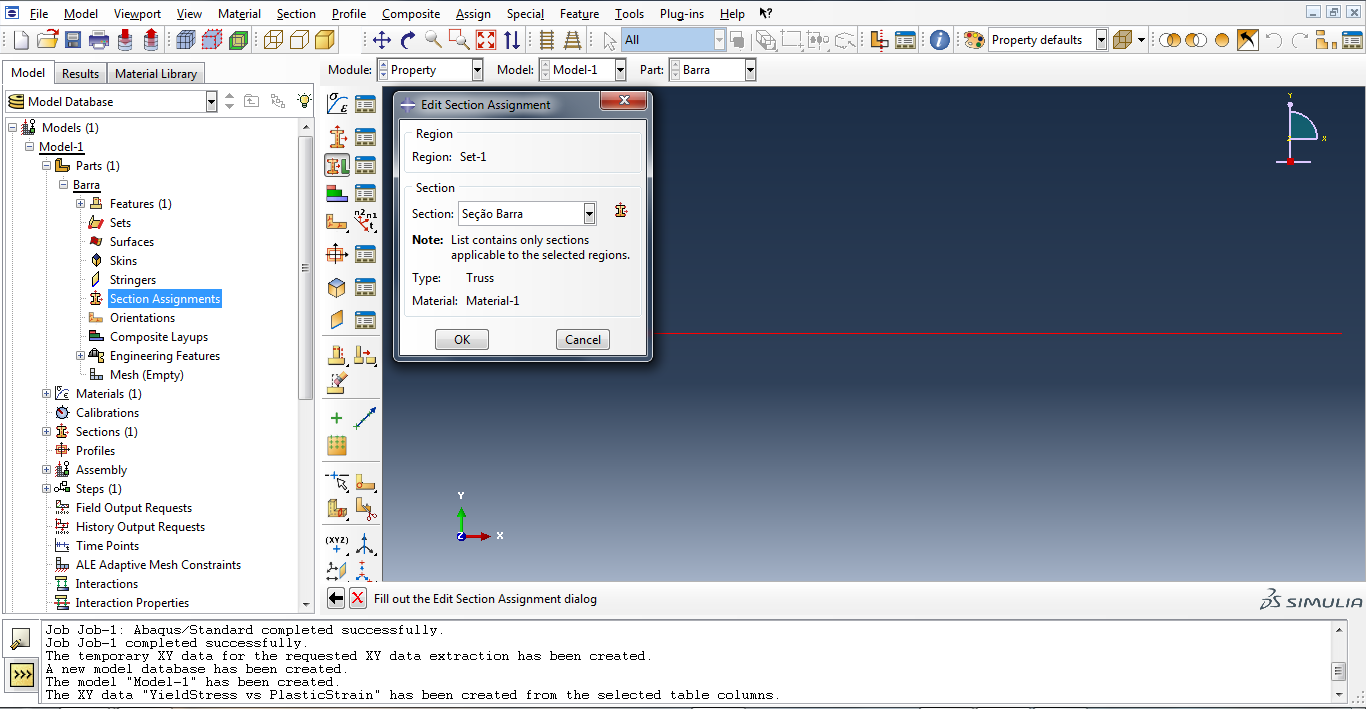 File Model Viewport View Material Section Profile Composite Assign Special Feature Tools Plug-ins Help
All
Property defaults
Model Results Material Library
Module: Property Model: Model-1 Part: Barra
Model Database
Models (1)
Model-1
Parts (1)
Barra
Features (1)
Sets
Surfaces
Skins
Stringers
Section Assignments
Orientations
Composite Layups
Engineering Features
Mesh (Empty)
Materials (1)
Calibrations
Sections (1)
Profiles
Assembly
Steps (1)
Field Output Requests
History Output Requests
Time Points
ALE Adaptive Mesh Constraints
Interactions
Interaction Properties
(XYZ)
Edit Section Assignment
Region
Region: Set-1
Section
Section: Seção Barra
Note: List contains only sections
applicable to the selected regions.
Type: Truss
Material: Material-1
OK Cancel
Y
X
Z
Y
X
Z
Fill out the Edit Section Assignment dialog
SIMULIA
Job Job-1: Abaqus/Standard completed successfully.
Job Job-1 completed successfully.
The temporary XY data for the requested XY data extraction has been created.
A new model database has been created.
The model "Model-1" has been created.
The XY data "YieldStress vs PlasticStrain" has been created from the selected table columns.
>>>